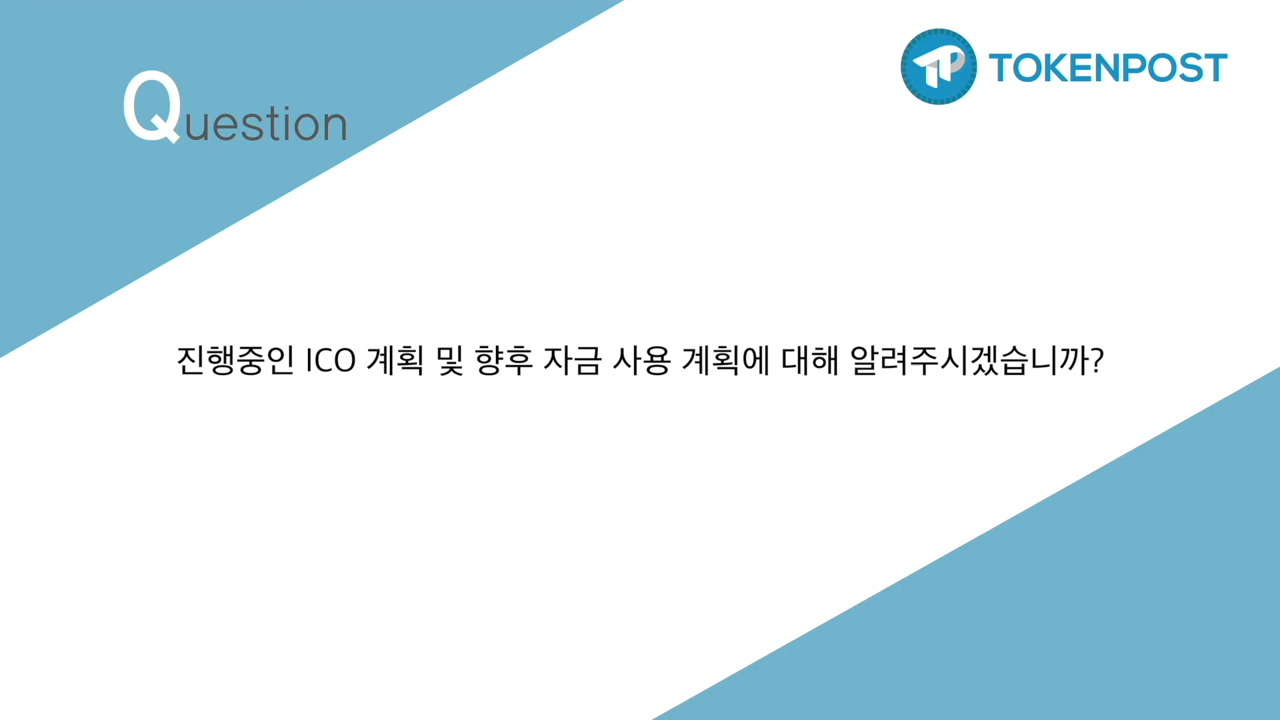 Question
TOKENPOST
진행중인 ICO 계획 및 향후 자금 사용 계획에 대해 알려주시겠습니까?